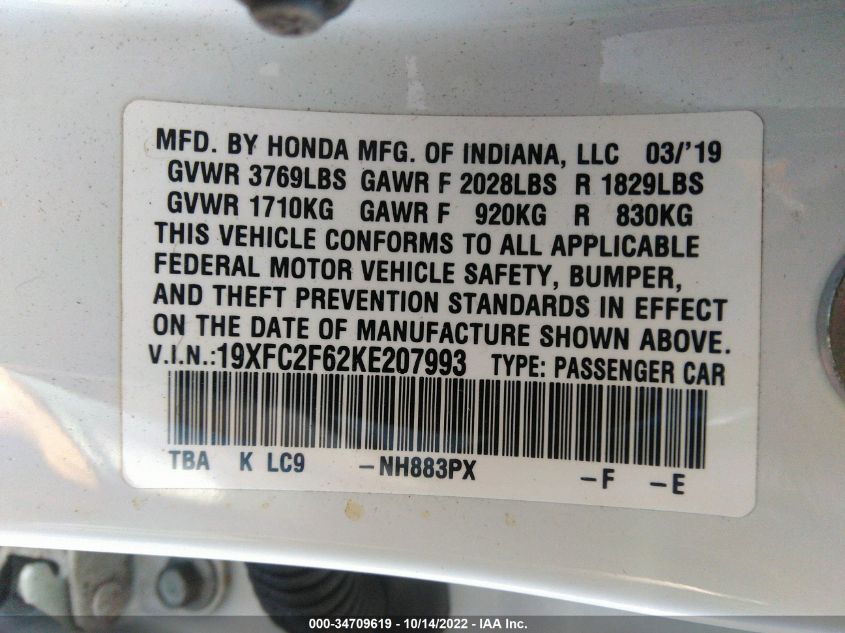 MFD. BY HONDA MFG. OF INDIANA, LLC 03/'19
GVWR 3769LBS GAWR F 2028LBS R 1829LBS
GVWR 1710KG GAWR F 920KG R 830KG
THIS VEHICLE CONFORMS TO ALL APPLICABLE
FEDERAL MOTOR VEHICLE SAFETY, BUMPER,
AND THEFT PREVENTION STANDARDS IN EFFECT
ON THE DATE OF MANUFACTURE SHOWN ABOVE.
V.I.N.:19XFC2F62KE207993 TYPE: PASSENGER CAR
TBA K LC9 -NH883PX -F -E
000-34709619 - 10/14/2022 - IAA Inc.